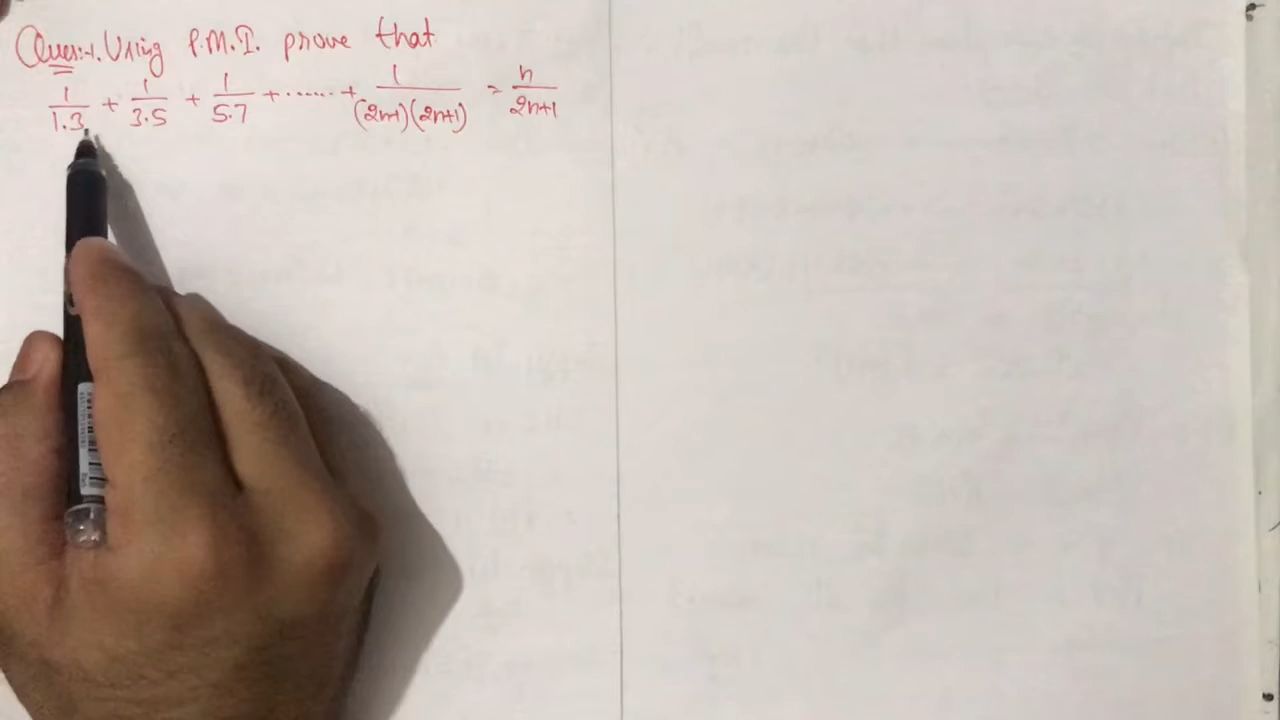 Ques:-1. Using P.M.I. prove that
1/1.3 + 1/3.5 + 1/5.7 + ...... + 1/(2n-1)(2n+1) = n/2n+1